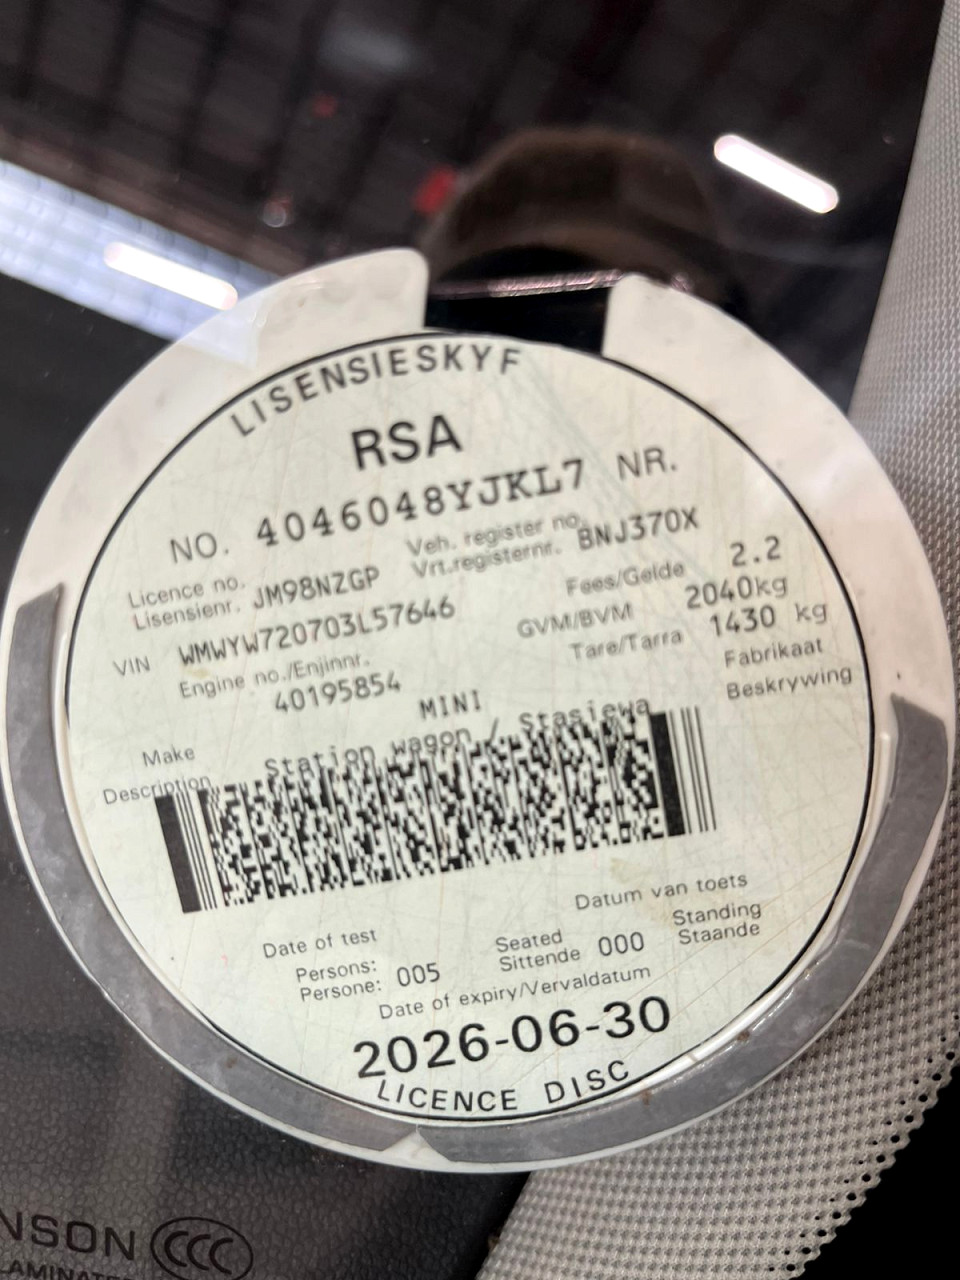 LISENSIESKYF
RSA
NO. 4046048YJKL7 NR.
Licence no. Veh. register no.
Lisensienr. JM98NZGP Vrt.registernr. BNJ370X
VIN WMWYW720703L57646 Fees/Gelde 2.2
Engine no./Enjinnr. GVM/BVM 2040kg
40195854 Tare/Tarra 1430 kg
Make MINI Fabrikaat
Description Station wagon / Stasiewa Beskrywing
Date of test Datum van toets
Persons: Seated Standing
Persone: 005 Sittende 000 Staande
Date of expiry/Vervaldatum
2026-06-30
LICENCE DISC
NSON CCC
LAMINATE